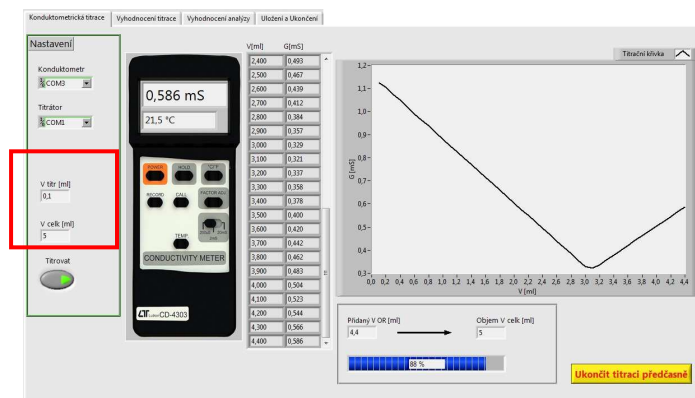 Konduktometrická titrace Vyhodnocení titrace Vyhodnocení analýzy Uložení a Ukončení
Nastavení
Konduktometr
COM3
Titrátor
COM1
V titr [ml]
0,1
V celk [ml]
5
Titrovat
0,586 mS
21,5 °C
POWER HOLD °C/°F
RECORD CALL FACTOR ADJ.
TEMP.
CONDUCTIVITY METER
CD-4303
V[ml] G[mS]
2,400 0,493
2,500 0,467
2,600 0,439
2,700 0,412
2,800 0,384
2,900 0,357
3,000 0,329
3,100 0,321
3,200 0,337
3,300 0,358
3,400 0,378
3,500 0,400
3,600 0,420
3,700 0,442
3,800 0,462
3,900 0,483
4,000 0,504
4,100 0,523
4,200 0,544
4,300 0,566
4,400 0,586
Titrační křivka
1,2
1,1
1
0,9
0,8
0,7
0,6
0,5
0,4
0,3
G [mS]
0,0 0,2 0,4 0,6 0,8 1,0 1,2 1,4 1,6 1,8 2,0 2,2 2,4 2,6 2,8 3,0 3,2 3,4 3,6 3,8 4,0 4,2 4,4
V [ml]
Přidaný V OR [ml] Objem V celk [ml]
4,4 5
88 %
Ukončit titraci předčasně